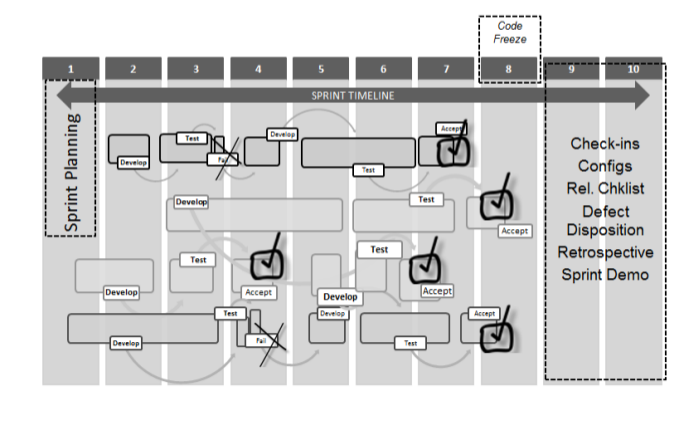 Code
Freeze
1 2 3 4 5 6 7 8 9 10
SPRINT TIMELINE
Sprint Planning
Develop
Test
Fail
Develop
Test
Accept
Develop
Test
Accept
Develop
Test
Accept
Develop
Test
Accept
Develop
Test
Fail
Develop
Test
Accept
Check-ins
Configs
Rel. Chklist
Defect
Disposition
Retrospective
Sprint Demo